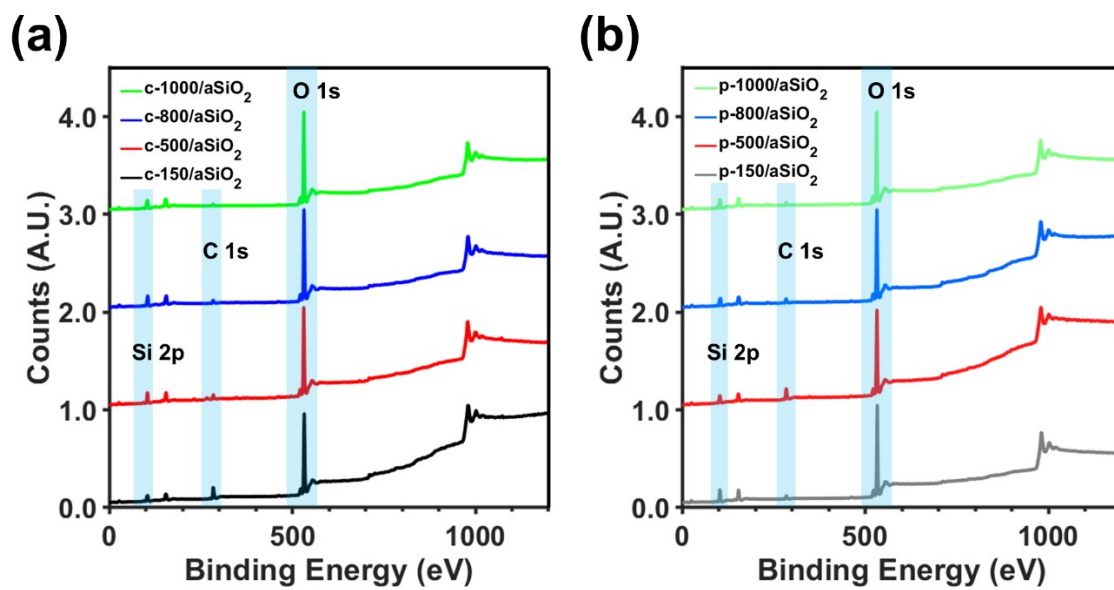 (a)
c-1000/aSiO₂
c-800/aSiO₂
c-500/aSiO₂
c-150/aSiO₂
O 1s
C 1s
Si 2p
4.0
3.0
2.0
1.0
0.0
Counts (A.U.)
0
500
1000
Binding Energy (eV)
(b)
p-1000/aSiO₂
p-800/aSiO₂
p-500/aSiO₂
p-150/aSiO₂
O 1s
C 1s
Si 2p
4.0
3.0
2.0
1.0
0.0
Counts (A.U.)
0
500
1000
Binding Energy (eV)